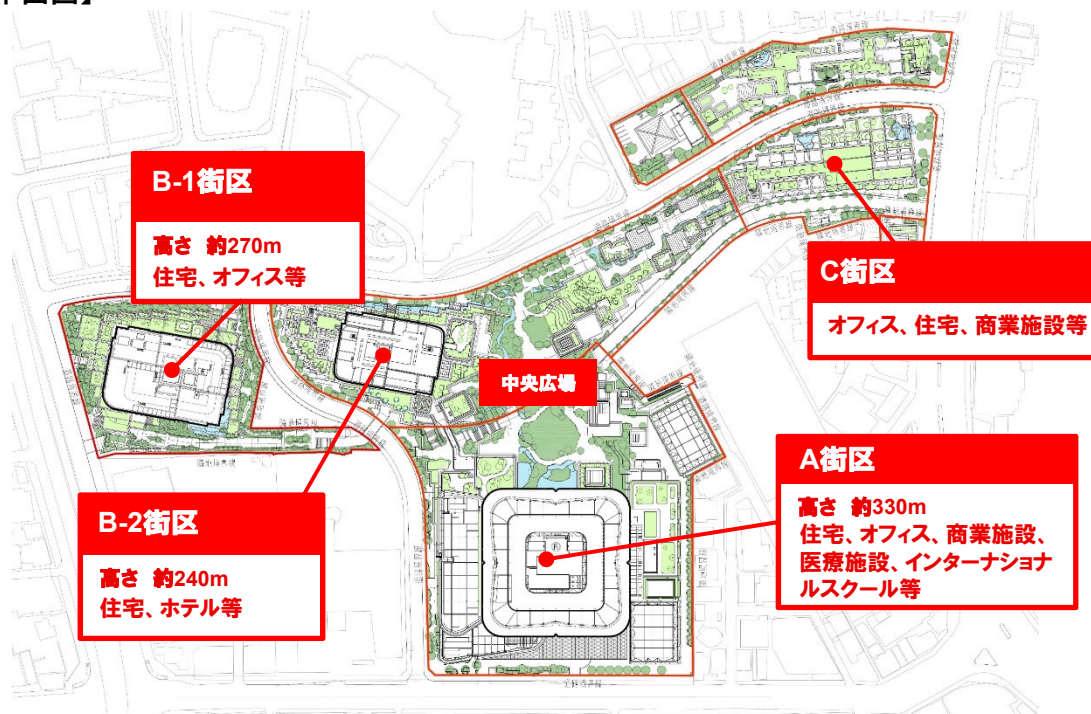 B-1街区
高さ 約270m
住宅、オフィス等
C街区
オフィス、住宅、商業施設等
中央広場
A街区
高さ 約330m
住宅、オフィス、商業施設、
医療施設、インターナショナ
ルスクール等
B-2街区
高さ 約240m
住宅、ホテル等